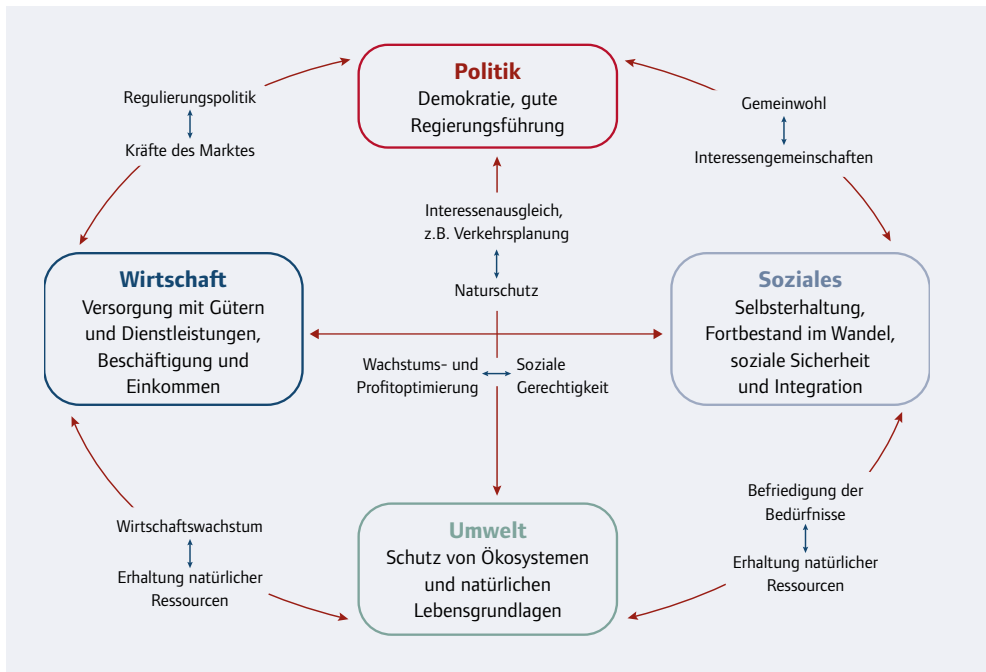 Politik
Demokratie, gute
Regierungsführung
Regulierungspolitik
Kräfte des Marktes
Gemeinwohl
Interessengemeinschaften
Interessenausgleich,
z.B. Verkehrsplanung
Naturschutz
Wirtschaft
Versorgung mit Gütern
und Dienstleistungen,
Beschäftigung und
Einkommen
Soziales
Selbsterhaltung,
Fortbestand im Wandel,
soziale Sicherheit
und Integration
Wachstums- und
Profitoptimierung
Soziale
Gerechtigkeit
Wirtschaftswachstum
Erhaltung natürlicher
Ressourcen
Umwelt
Schutz von Ökosystemen
und natürlichen
Lebensgrundlagen
Befriedigung der
Bedürfnisse
Erhaltung natürlicher
Ressourcen